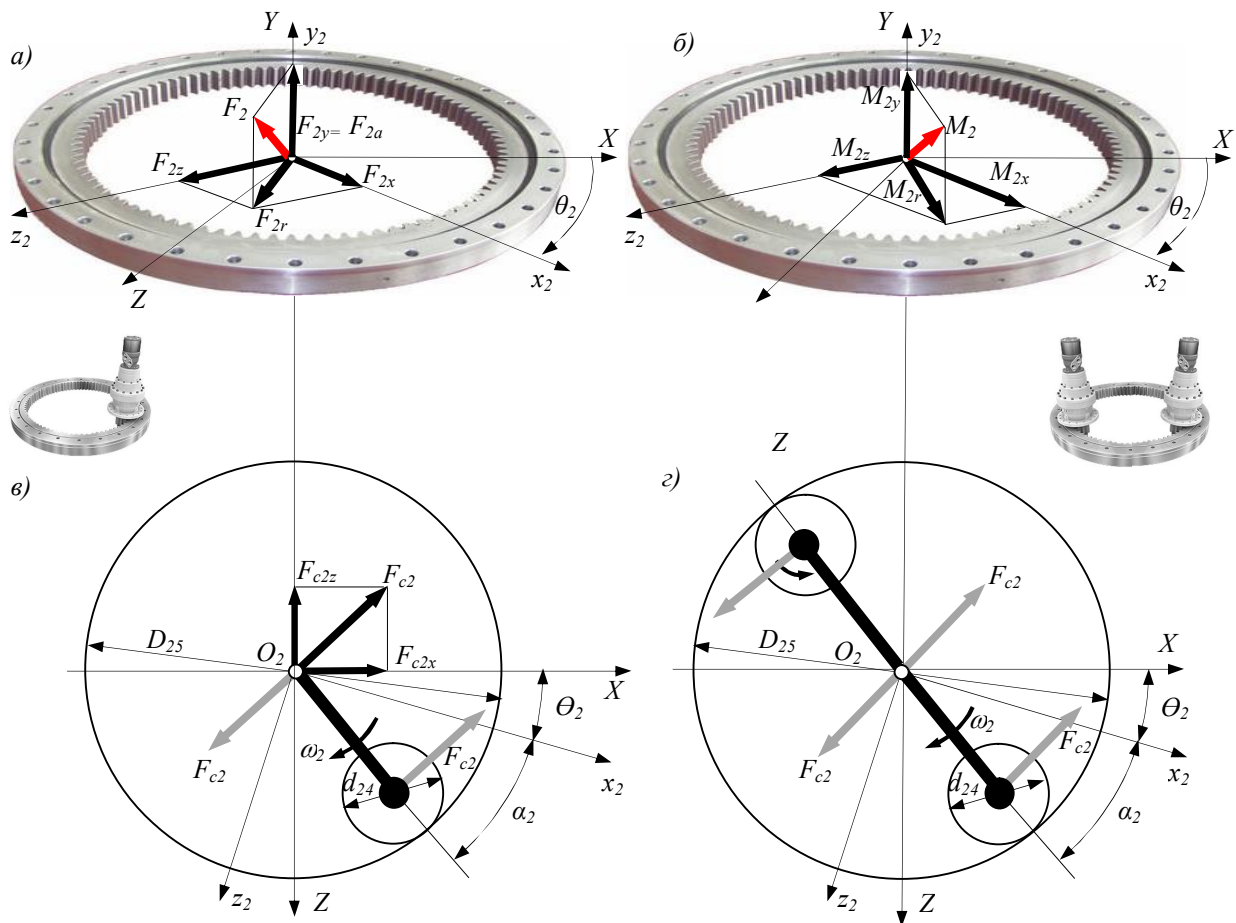 а)
Y
y2
F2
F2y= F2a
X
F2z
F2x
θ2
F2r
z2
x2
Z
б)
Y
y2
M2y
M2
X
M2z
M2x
M2r
θ2
z2
x2
в)
Fc2z
Fc2
D25
O2
Fc2x
X
Θ2
ω2
Fc2
Fc2
x2
d24
α2
z2
Z
г)
Z
Fc2
D25
O2
X
Θ2
ω2
Fc2
Fc2
x2
d24
α2
z2
Z